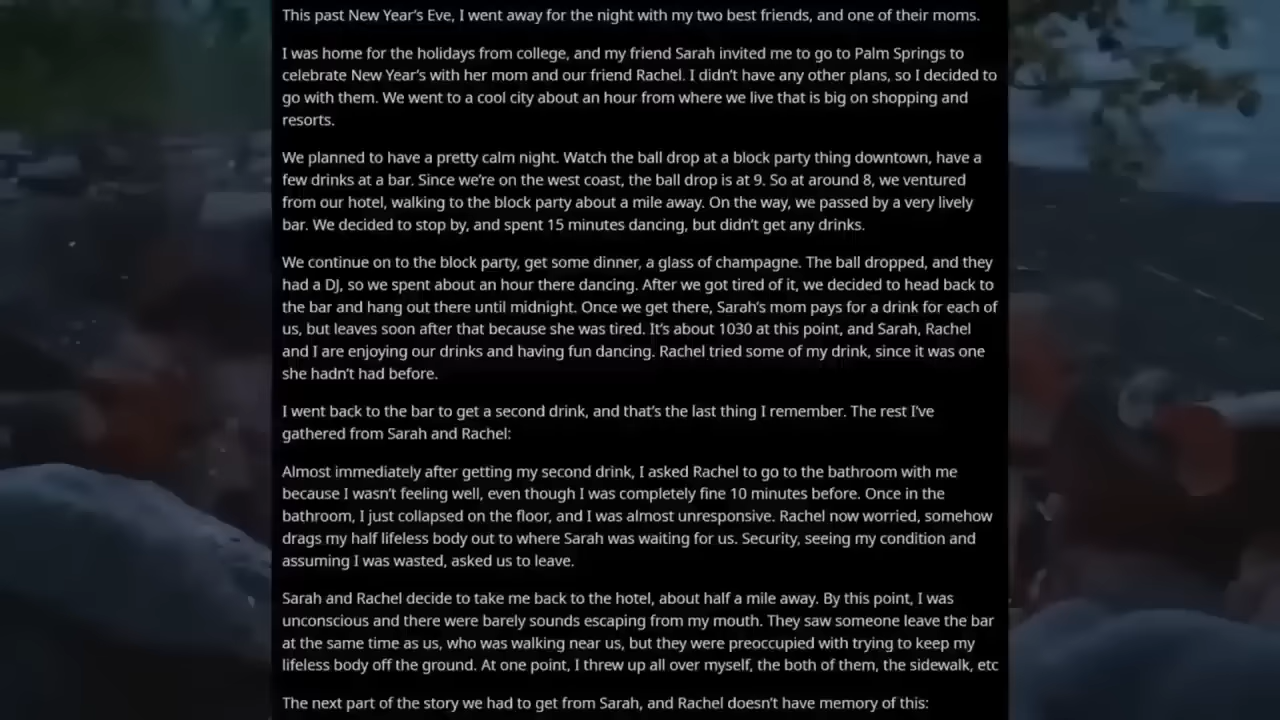 This past New Year’s Eve, I went away for the night with my two best friends, and one of their moms.
I was home for the holidays from college, and my friend Sarah invited me to go to Palm Springs to
celebrate New Year’s with her mom and our friend Rachel. I didn’t have any other plans, so I decided to
go with them. We went to a cool city about an hour from where we live that is big on shopping and
resorts.
We planned to have a pretty calm night. Watch the ball drop at a block party thing downtown, have a
few drinks at a bar. Since we’re on the west coast, the ball drop is at 9. So at around 8, we ventured
from our hotel, walking to the block party about a mile away. On the way, we passed by a very lively
bar. We decided to stop by, and spent 15 minutes dancing, but didn’t get any drinks.
We continue on to the block party, get some dinner, a glass of champagne. The ball dropped, and they
had a DJ, so we spent about an hour there dancing. After we got tired of it, we decided to head back to
the bar and hang out there until midnight. Once we get there, Sarah’s mom pays for a drink for each of
us, but leaves soon after that because she was tired. It’s about 1030 at this point, and Sarah, Rachel
and I are enjoying our drinks and having fun dancing. Rachel tried some of my drink, since it was one
she hadn’t had before.
I went back to the bar to get a second drink, and that’s the last thing I remember. The rest I’ve
gathered from Sarah and Rachel:
Almost immediately after getting my second drink, I asked Rachel to go to the bathroom with me
because I wasn’t feeling well, even though I was completely fine 10 minutes before. Once in the
bathroom, I just collapsed on the floor, and I was almost unresponsive. Rachel now worried, somehow
drags my half lifeless body out to where Sarah was waiting for us. Security, seeing my condition and
assuming I was wasted, asked us to leave.
Sarah and Rachel decide to take me back to the hotel, about half a mile away. By this point, I was
unconscious and there were barely sounds escaping from my mouth. They saw someone leave the bar
at the same time as us, who was walking near us, but they were preoccupied with trying to keep my
lifeless body off the ground. At one point, I threw up all over myself, the both of them, the sidewalk, etc
The next part of the story we had to get from Sarah, and Rachel doesn’t have memory of this: